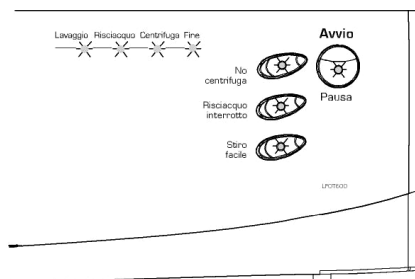 Lavaggio Risciacquo Centrifuga Fine
Avvio
No
centrifuga
Pausa
Risciacquo
interrotto
Stiro
facile
LPOT600